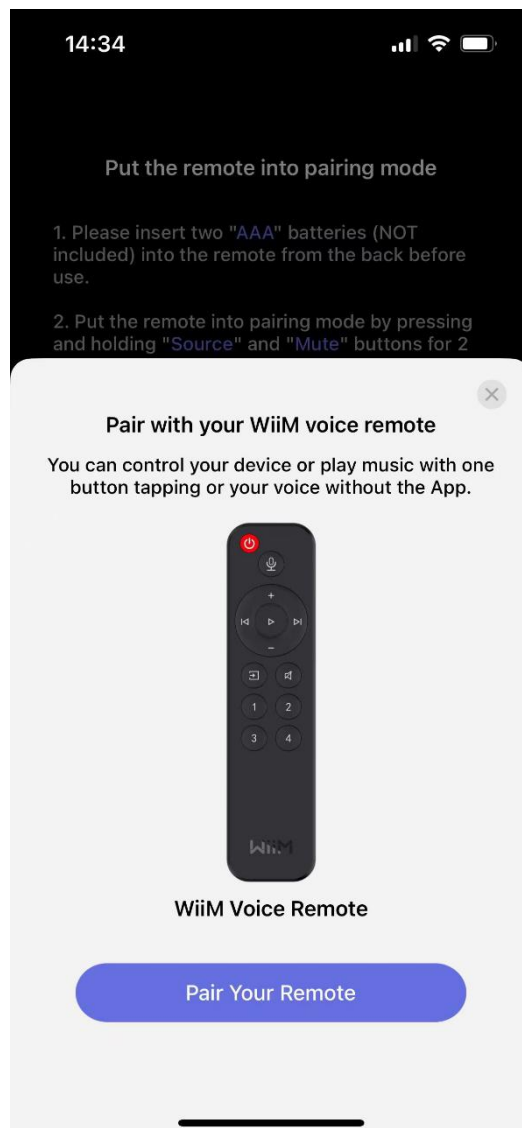 14:34
Put the remote into pairing mode
1. Please insert two "AAA" batteries (NOT
included) into the remote from the back before
use.
2. Put the remote into pairing mode by pressing
and holding "Source" and "Mute" buttons for 2
Pair with your WiiM voice remote
You can control your device or play music with one
button tapping or your voice without the App.
+
−
1 2
3 4
WiiM
WiiM Voice Remote
Pair Your Remote